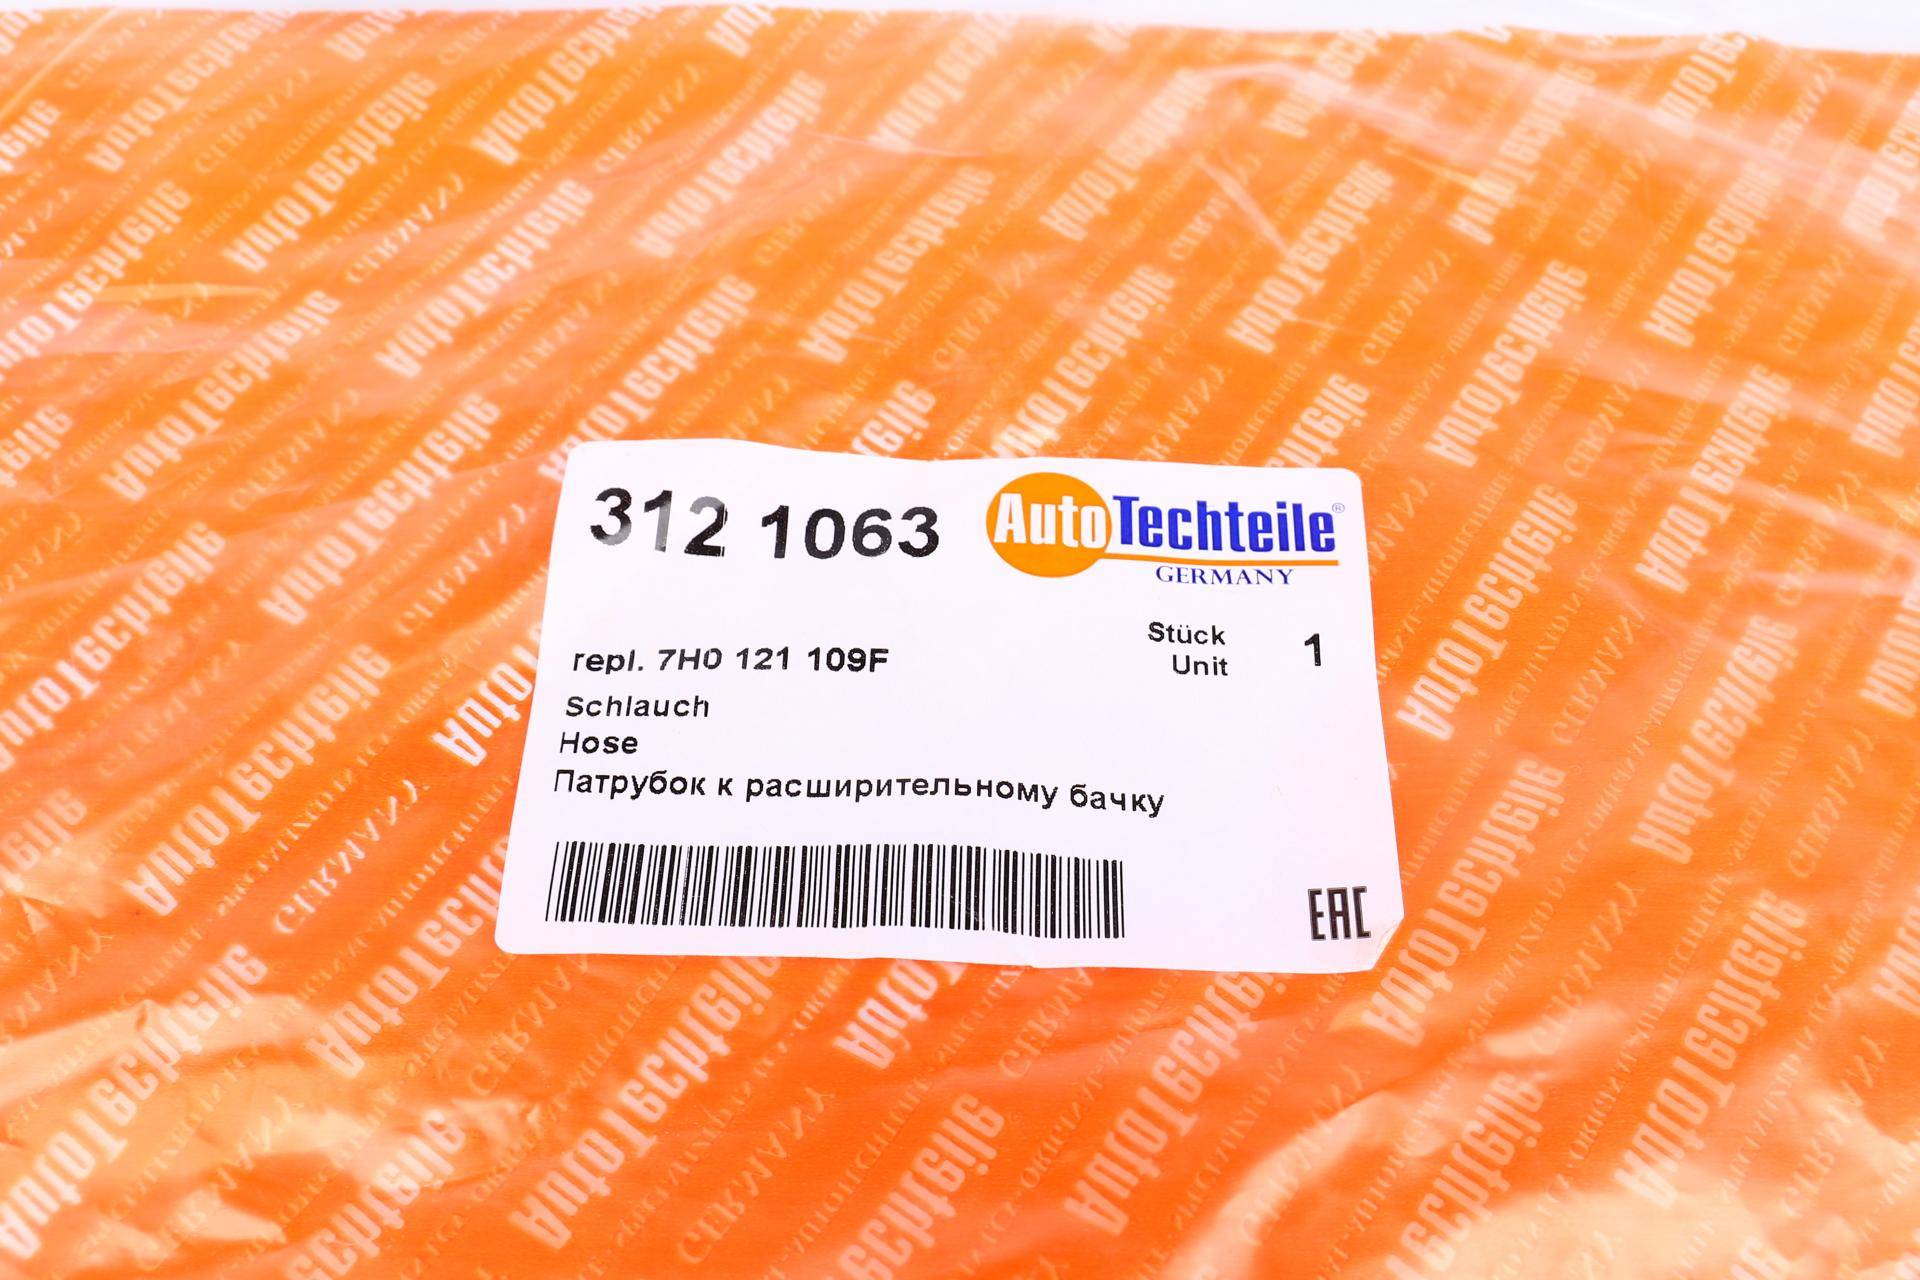 312 1063
AutoTechteile®
GERMANY
Stück
Unit 1
repl. 7H0 121 109F
Schlauch
Hose
Патрубок к расширительному бачку
EAC